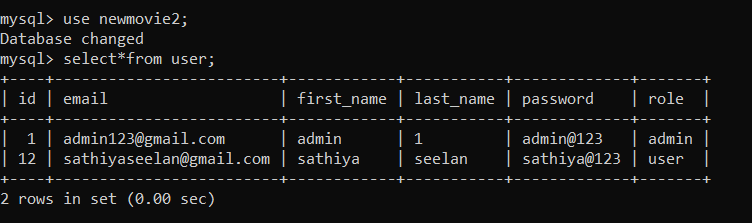 mysql> use newmovie2;
Database changed
mysql> select*from user;
+----+-------------------------+------------+-----------+------------+-------+
| id | email                   | first_name | last_name | password   | role  |
+----+-------------------------+------------+-----------+------------+-------+
|  1 | admin123@gmail.com      | admin      | 1         | admin@123  | admin |
| 12 | sathiyaseelan@gmail.com | sathiya    | seelan    | sathiya@123 | user  |
+----+-------------------------+------------+-----------+------------+-------+
2 rows in set (0.00 sec)